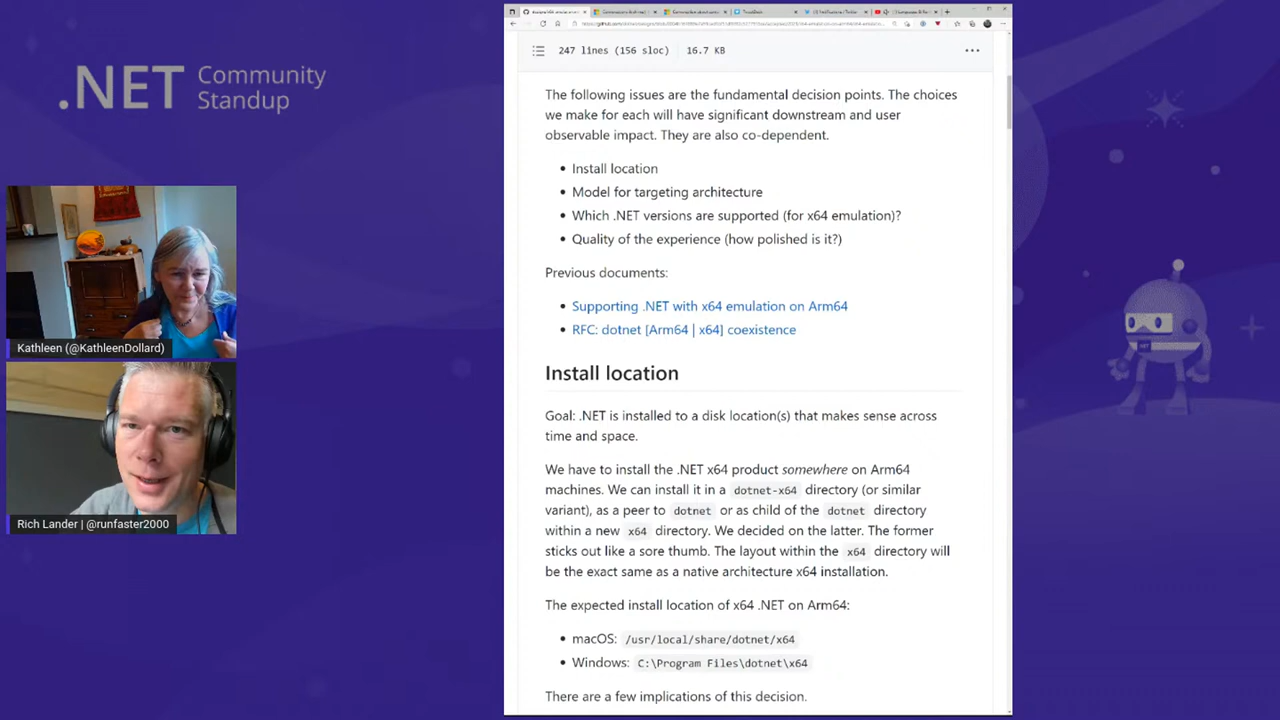 .NET Community
Standup
Kathleen (@KathleenDollard)
Rich Lander | @runfaster2000
247 lines (156 sloc) 16.7 KB
The following issues are the fundamental decision points. The choices
we make for each will have significant downstream and user
observable impact. They are also co-dependent.
• Install location
• Model for targeting architecture
• Which .NET versions are supported (for x64 emulation)?
• Quality of the experience (how polished is it?)
Previous documents:
• Supporting .NET with x64 emulation on Arm64
• RFC: dotnet [Arm64 | x64] coexistence
Install location
Goal: .NET is installed to a disk location(s) that makes sense across
time and space.
We have to install the .NET x64 product somewhere on Arm64
machines. We can install it in a dotnet-x64 directory (or similar
variant), as a peer to dotnet or as child of the dotnet directory
within a new x64 directory. We decided on the latter. The former
sticks out like a sore thumb. The layout within the x64 directory will
be the exact same as a native architecture x64 installation.
The expected install location of x64 .NET on Arm64:
• macOS: /usr/local/share/dotnet/x64
• Windows: C:\Program Files\dotnet\x64
There are a few implications of this decision.